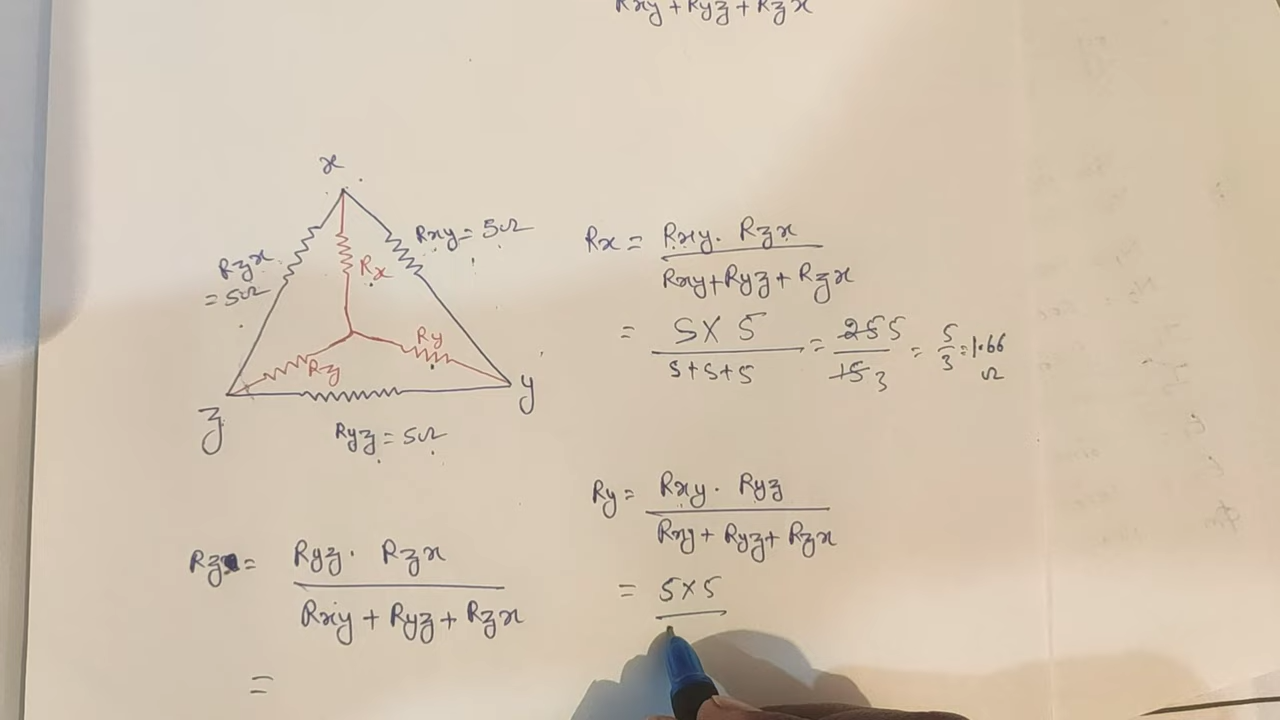 Rxy + Ryz + Rzx
x
Rzx
= 5Ω
Rxy = 5Ω
Rx
Ry
Rz
z
y
Ryz = 5Ω
Rx = Rxy . Rzx
Rxy + Ryz + Rzx
= 5 X 5 = 25 5 = 5 = 1.66
5 + 5 + 5 15 3 3 Ω
Ry = Rxy . Ryz
Rxy + Ryz + Rzx
= 5 x 5
Rz = Ryz . Rzx
Rxy + Ryz + Rzx
=